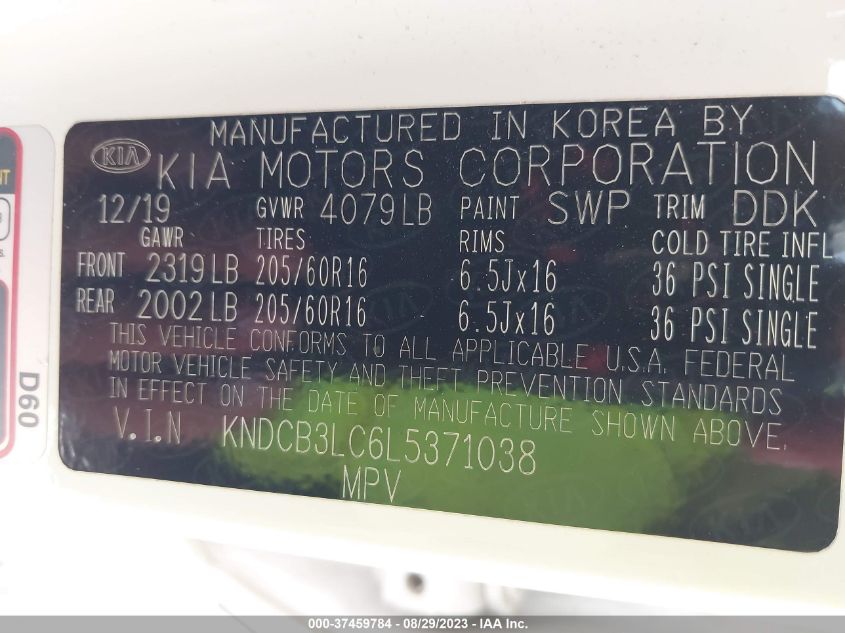 MANUFACTURED IN KOREA BY
KIA KIA MOTORS CORPORATION
12/19 GVWR 4079LB PAINT SWP TRIM DDK
GAWR TIRES RIMS COLD TIRE INFL
FRONT 2319LB 205/60R16 6.5Jx16 36 PSI SINGLE
REAR 2002LB 205/60R16 6.5Jx16 36 PSI SINGLE
THIS VEHICLE CONFORMS TO ALL APPLICABLE U.S.A. FEDERAL
MOTOR VEHICLE SAFETY AND THEFT PREVENTION STANDARDS
IN EFFECT ON THE DATE OF MANUFACTURE SHOWN ABOVE.
V.I.N KNDCB3LC6L5371038
MPV
D60
000-37459784 - 08/29/2023 - IAA Inc.